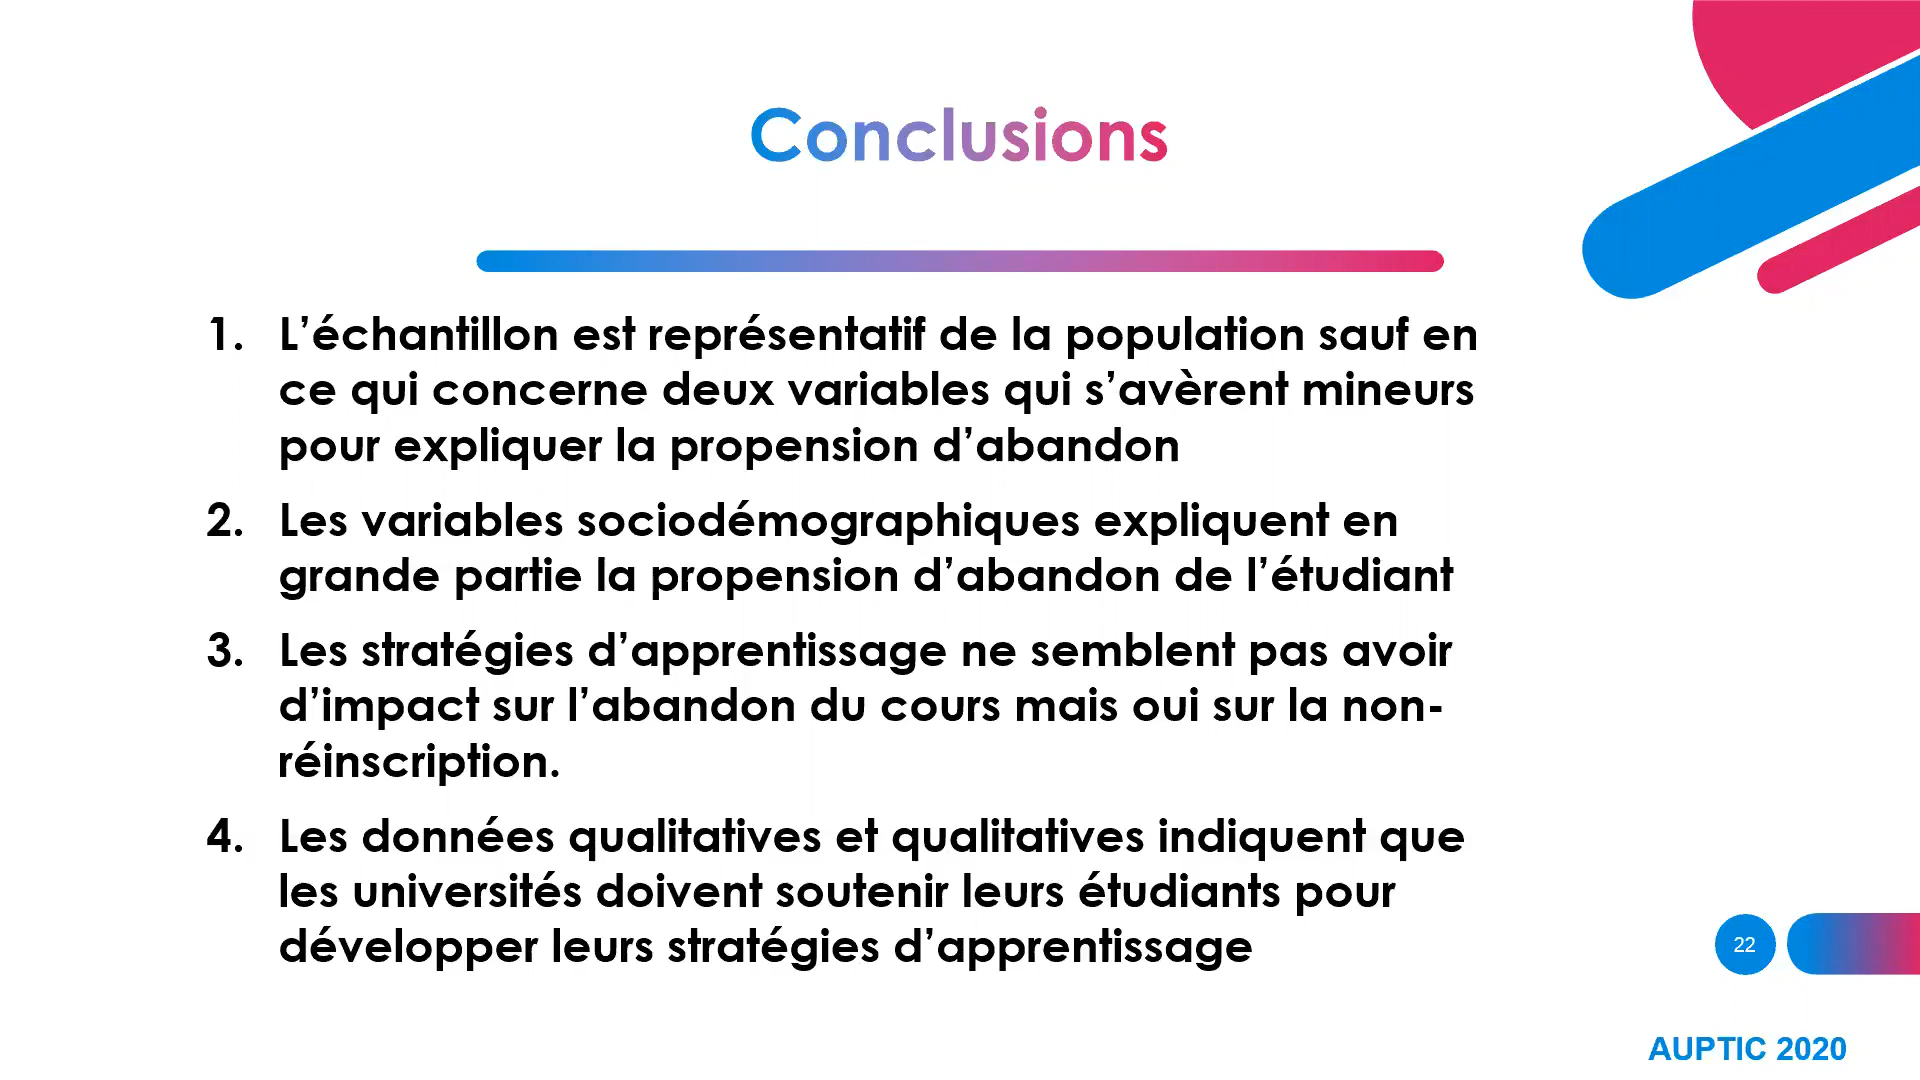 Conclusions
1. L’échantillon est représentatif de la population sauf en
ce qui concerne deux variables qui s’avèrent mineurs
pour expliquer la propension d’abandon
2. Les variables sociodémographiques expliquent en
grande partie la propension d’abandon de l’étudiant
3. Les stratégies d’apprentissage ne semblent pas avoir
d’impact sur l’abandon du cours mais oui sur la non-
réinscription.
4. Les données qualitatives et qualitatives indiquent que
les universités doivent soutenir leurs étudiants pour
développer leurs stratégies d’apprentissage
22
AUPTIC 2020